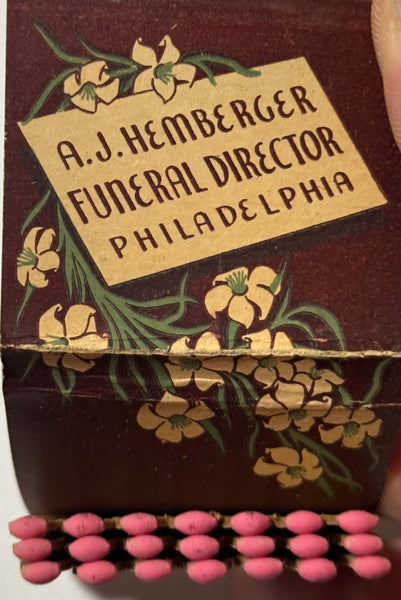 A.J. HEMBERGER
FUNERAL DIRECTOR
PHILADELPHIA